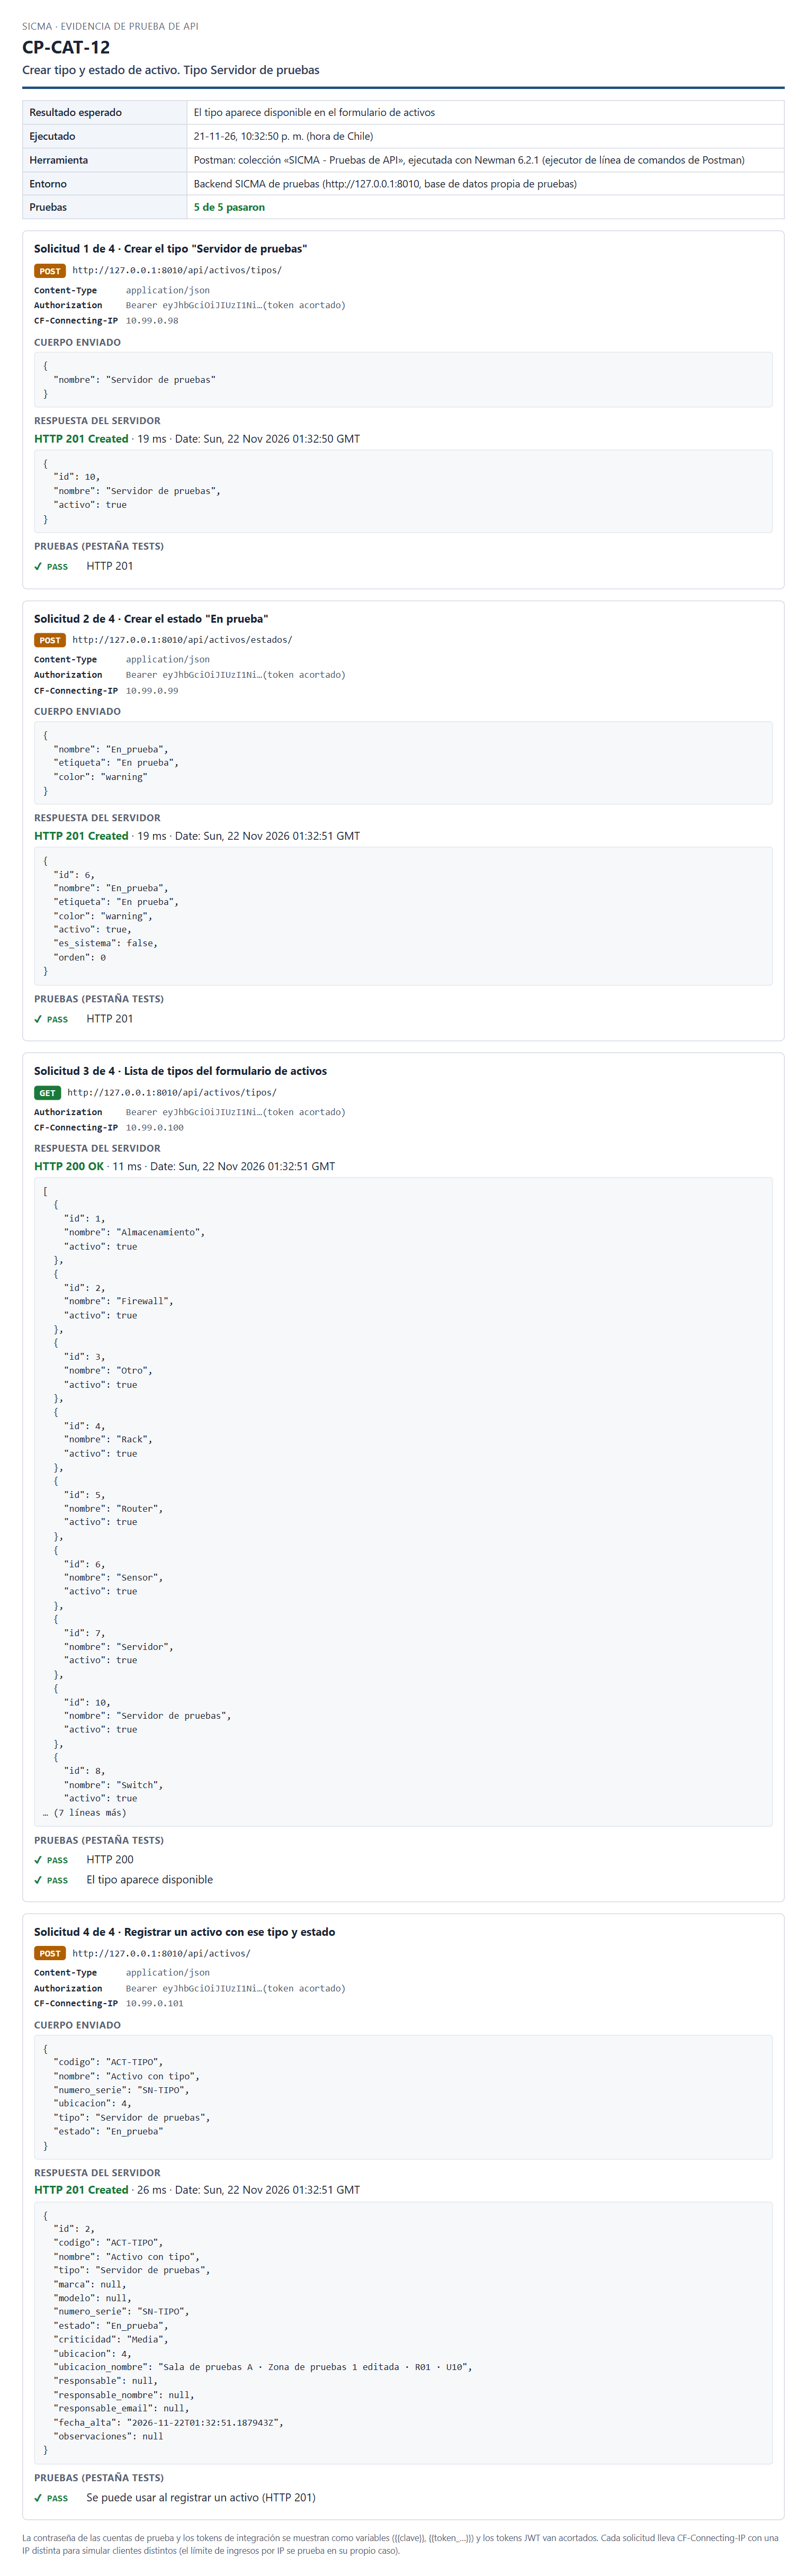 SICMA · EVIDENCIA DE PRUEBA DE API
CP-CAT-12
Crear tipo y estado de activo. Tipo Servidor de pruebas
Resultado esperado El tipo aparece disponible en el formulario de activos
Ejecutado 21-11-26, 10:32:50 p. m. (hora de Chile)
Herramienta Postman: colección «SICMA - Pruebas de API», ejecutada con Newman 6.2.1 (ejecutor de línea de comandos de Postman)
Entorno Backend SICMA de pruebas (http://127.0.0.1:8010, base de datos propia de pruebas)
Pruebas 5 de 5 pasaron
Solicitud 1 de 4 · Crear el tipo "Servidor de pruebas"
POST http://127.0.0.1:8010/api/activos/tipos/
Content-Type application/json
Authorization Bearer eyJhbGciOiJIUzI1Ni…(token acortado)
CF-Connecting-IP 10.99.0.98
CUERPO ENVIADO
{
  "nombre": "Servidor de pruebas"
}
RESPUESTA DEL SERVIDOR
HTTP 201 Created · 19 ms · Date: Sun, 22 Nov 2026 01:32:50 GMT
{
  "id": 10,
  "nombre": "Servidor de pruebas",
  "activo": true
}
PRUEBAS (PESTAÑA TESTS)
✓ PASS HTTP 201
Solicitud 2 de 4 · Crear el estado "En prueba"
POST http://127.0.0.1:8010/api/activos/estados/
Content-Type application/json
Authorization Bearer eyJhbGciOiJIUzI1Ni…(token acortado)
CF-Connecting-IP 10.99.0.99
CUERPO ENVIADO
{
  "nombre": "En_prueba",
  "etiqueta": "En prueba",
  "color": "warning"
}
RESPUESTA DEL SERVIDOR
HTTP 201 Created · 19 ms · Date: Sun, 22 Nov 2026 01:32:51 GMT
{
  "id": 6,
  "nombre": "En_prueba",
  "etiqueta": "En prueba",
  "color": "warning",
  "activo": true,
  "es_sistema": false,
  "orden": 0
}
PRUEBAS (PESTAÑA TESTS)
✓ PASS HTTP 201
Solicitud 3 de 4 · Lista de tipos del formulario de activos
GET http://127.0.0.1:8010/api/activos/tipos/
Authorization Bearer eyJhbGciOiJIUzI1Ni…(token acortado)
CF-Connecting-IP 10.99.0.100
RESPUESTA DEL SERVIDOR
HTTP 200 OK · 11 ms · Date: Sun, 22 Nov 2026 01:32:51 GMT
[
  {
    "id": 1,
    "nombre": "Almacenamiento",
    "activo": true
  },
  {
    "id": 2,
    "nombre": "Firewall",
    "activo": true
  },
  {
    "id": 3,
    "nombre": "Otro",
    "activo": true
  },
  {
    "id": 4,
    "nombre": "Rack",
    "activo": true
  },
  {
    "id": 5,
    "nombre": "Router",
    "activo": true
  },
  {
    "id": 6,
    "nombre": "Sensor",
    "activo": true
  },
  {
    "id": 7,
    "nombre": "Servidor",
    "activo": true
  },
  {
    "id": 10,
    "nombre": "Servidor de pruebas",
    "activo": true
  },
  {
    "id": 8,
    "nombre": "Switch",
    "activo": true
… (7 líneas más)
PRUEBAS (PESTAÑA TESTS)
✓ PASS HTTP 200
✓ PASS El tipo aparece disponible
Solicitud 4 de 4 · Registrar un activo con ese tipo y estado
POST http://127.0.0.1:8010/api/activos/
Content-Type application/json
Authorization Bearer eyJhbGciOiJIUzI1Ni…(token acortado)
CF-Connecting-IP 10.99.0.101
CUERPO ENVIADO
{
  "codigo": "ACT-TIPO",
  "nombre": "Activo con tipo",
  "numero_serie": "SN-TIPO",
  "ubicacion": 4,
  "tipo": "Servidor de pruebas",
  "estado": "En_prueba"
}
RESPUESTA DEL SERVIDOR
HTTP 201 Created · 26 ms · Date: Sun, 22 Nov 2026 01:32:51 GMT
{
  "id": 2,
  "codigo": "ACT-TIPO",
  "nombre": "Activo con tipo",
  "tipo": "Servidor de pruebas",
  "marca": null,
  "modelo": null,
  "numero_serie": "SN-TIPO",
  "estado": "En_prueba",
  "criticidad": "Media",
  "ubicacion": 4,
  "ubicacion_nombre": "Sala de pruebas A · Zona de pruebas 1 editada · R01 · U10",
  "responsable": null,
  "responsable_nombre": null,
  "responsable_email": null,
  "fecha_alta": "2026-11-22T01:32:51.187943Z",
  "observaciones": null
}
PRUEBAS (PESTAÑA TESTS)
✓ PASS Se puede usar al registrar un activo (HTTP 201)
La contraseña de las cuentas de prueba y los tokens de integración se muestran como variables ({{clave}}, {{token_…}}) y los tokens JWT van acortados. Cada solicitud lleva CF-Connecting-IP con una
IP distinta para simular clientes distintos (el límite de ingresos por IP se prueba en su propio caso).